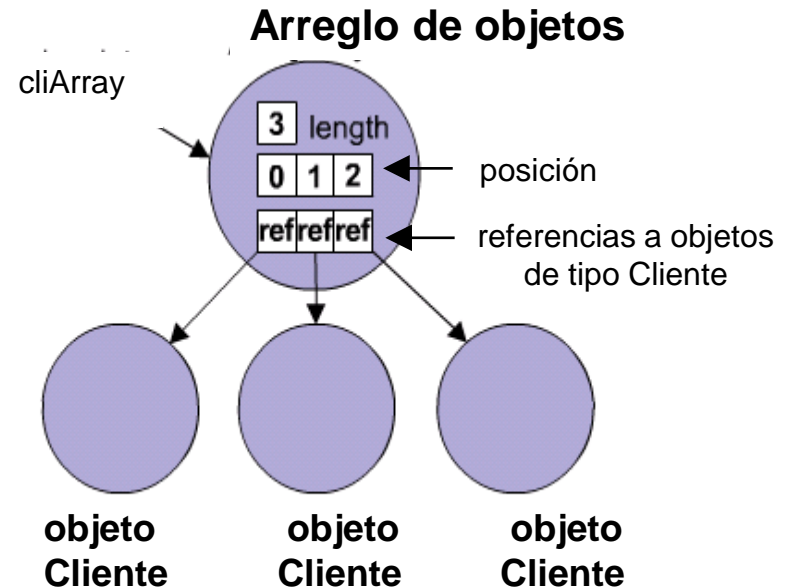 Arreglo de objetos
cliArray
3 length
0 1 2
posición
ref ref ref
referencias a objetos
de tipo Cliente
objeto
Cliente
objeto
Cliente
objeto
Cliente